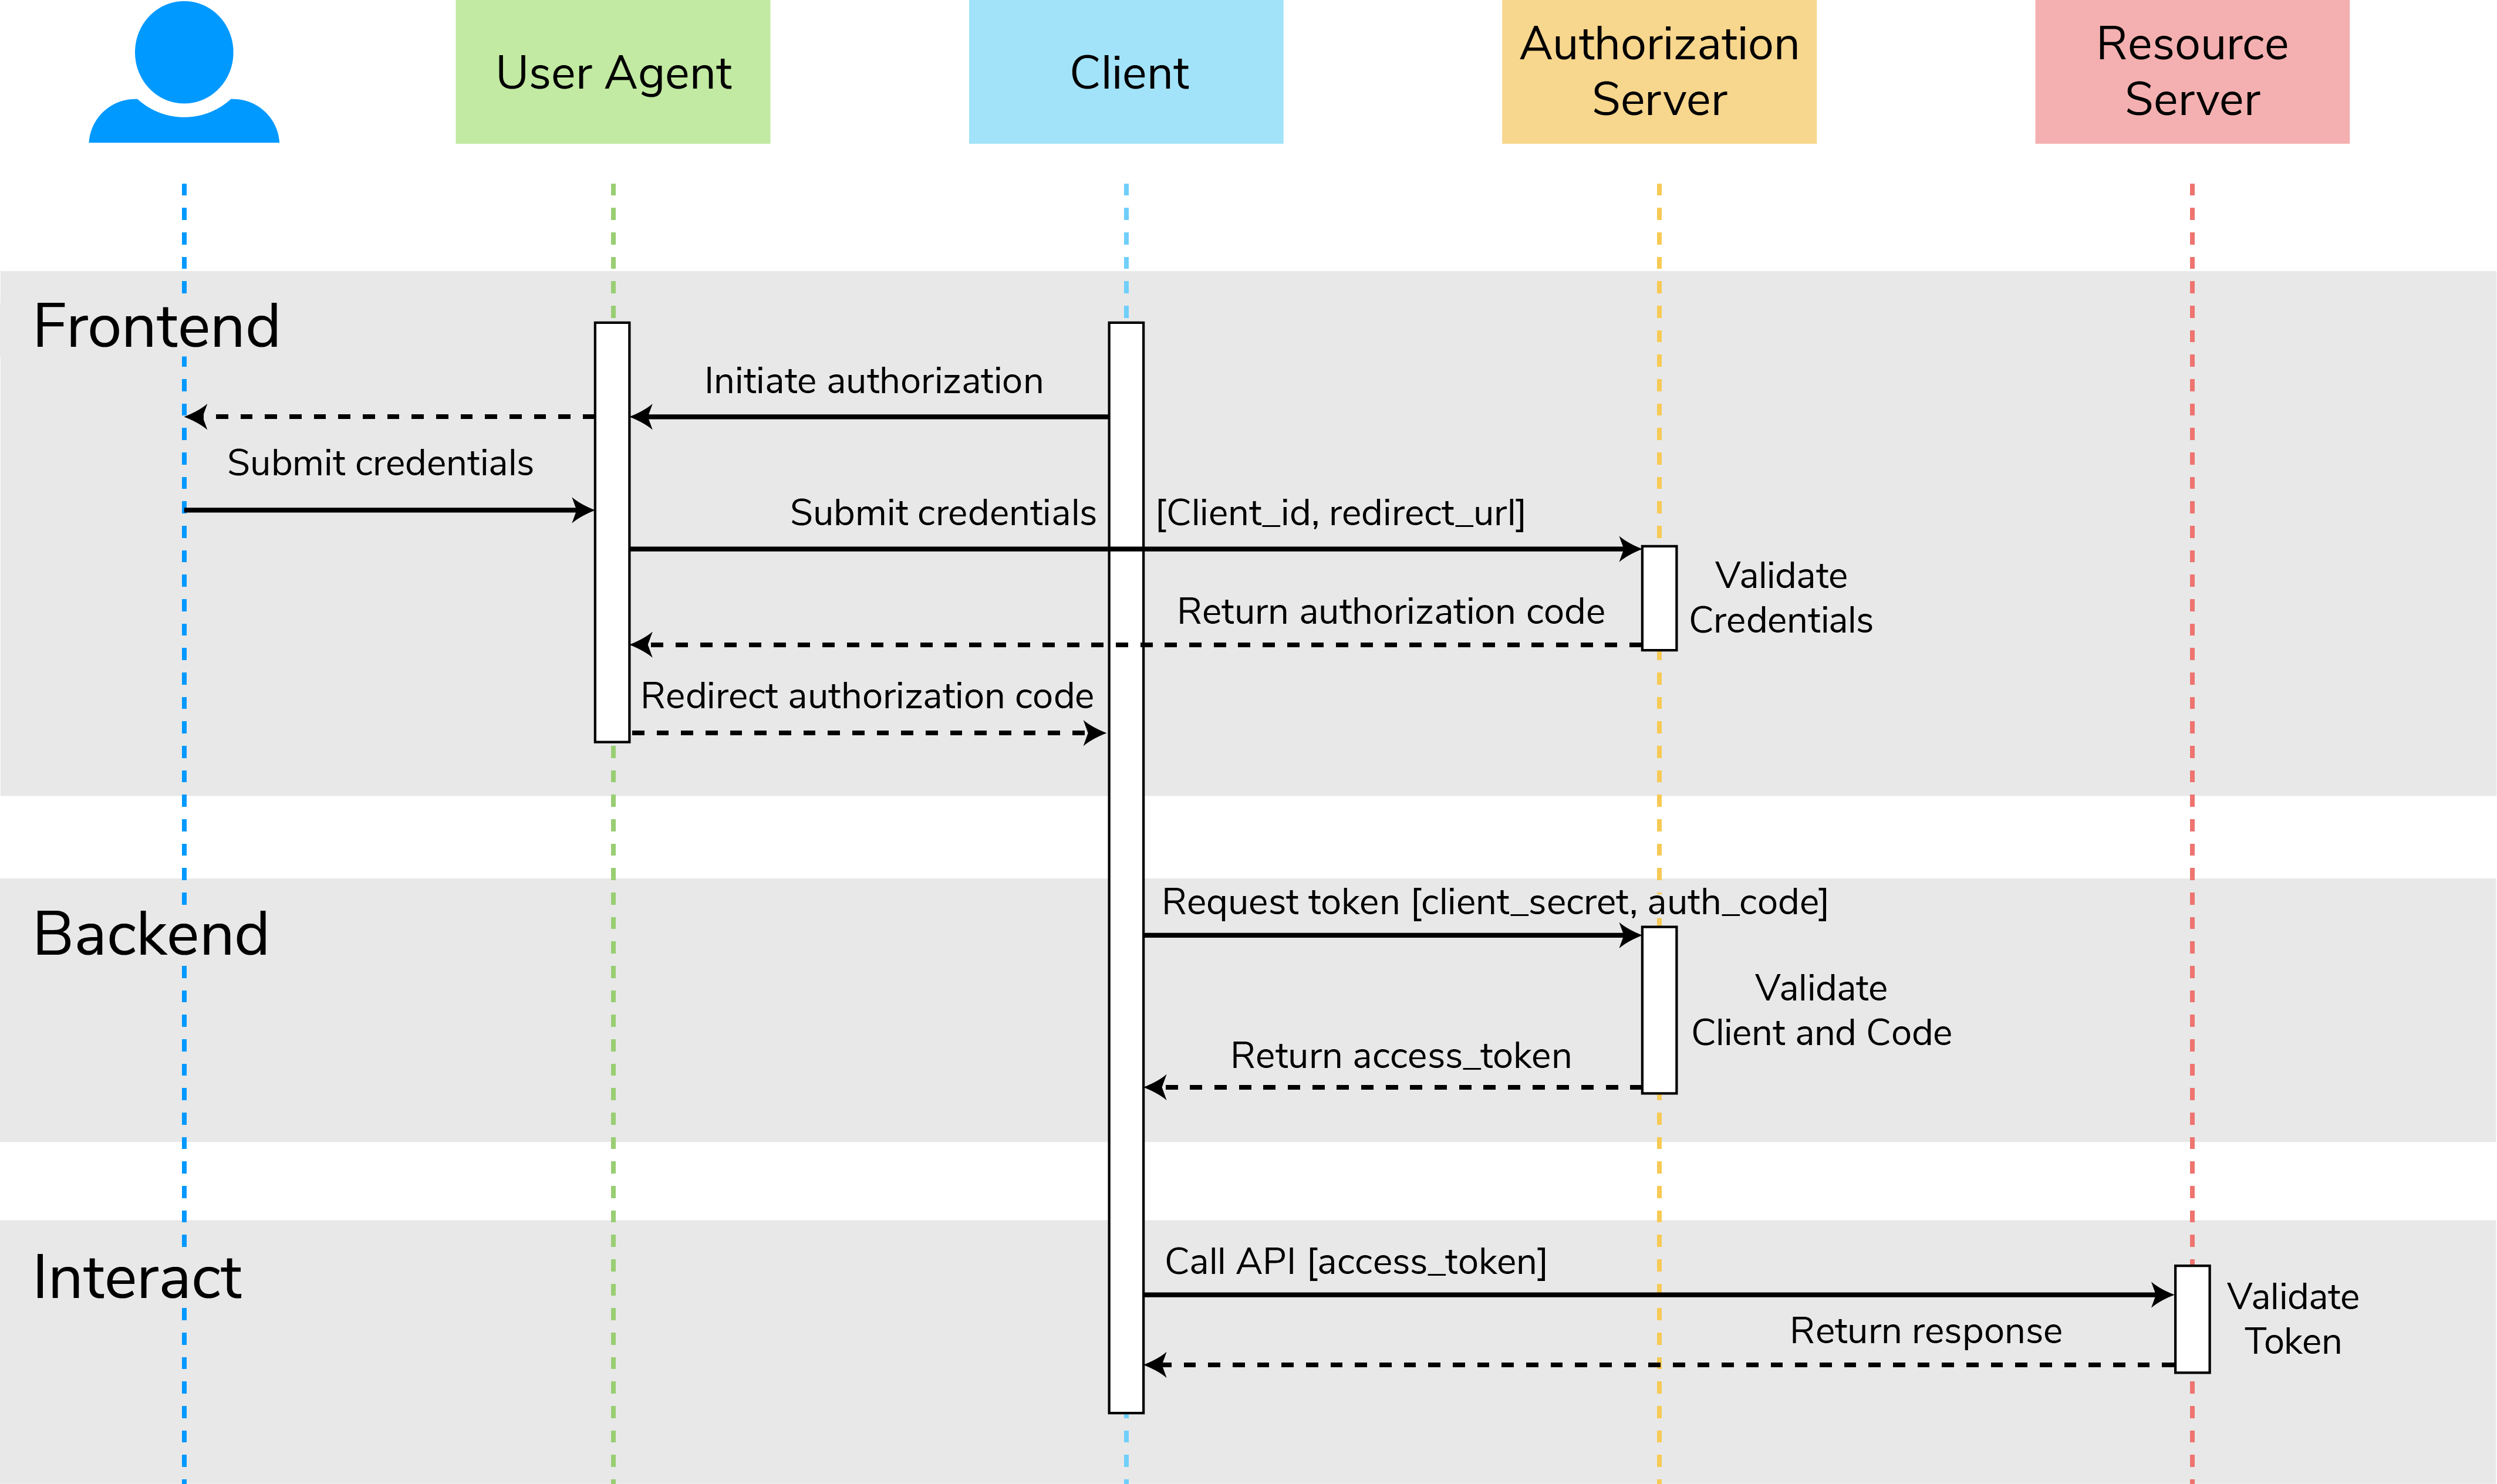 User Agent
Client
Authorization
Server
Resource
Server
Frontend
Initiate authorization
Submit credentials
Submit credentials [Client_id, redirect_url]
Validate
Credentials
Return authorization code
Redirect authorization code
Backend
Request token [client_secret, auth_code]
Validate
Client and Code
Return access_token
Interact
Call API [access_token]
Validate
Token
Return response